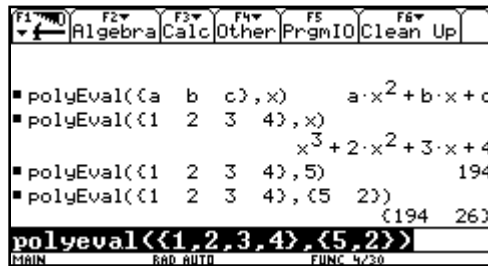 F1 F2 F3 F4 F5 F6
Algebra Calc Other PrgmIO Clean Up
▪polyEval({a b c},x) a·x² + b·x + c
▪polyEval({1 2 3 4},x)
x³ + 2·x² + 3·x + 4
▪polyEval({1 2 3 4},5) 194
▪polyEval({1 2 3 4},{5 2})
{194 26}
polyeval({1,2,3,4},{5,2})
MAIN RAD AUTO FUNC 4/30